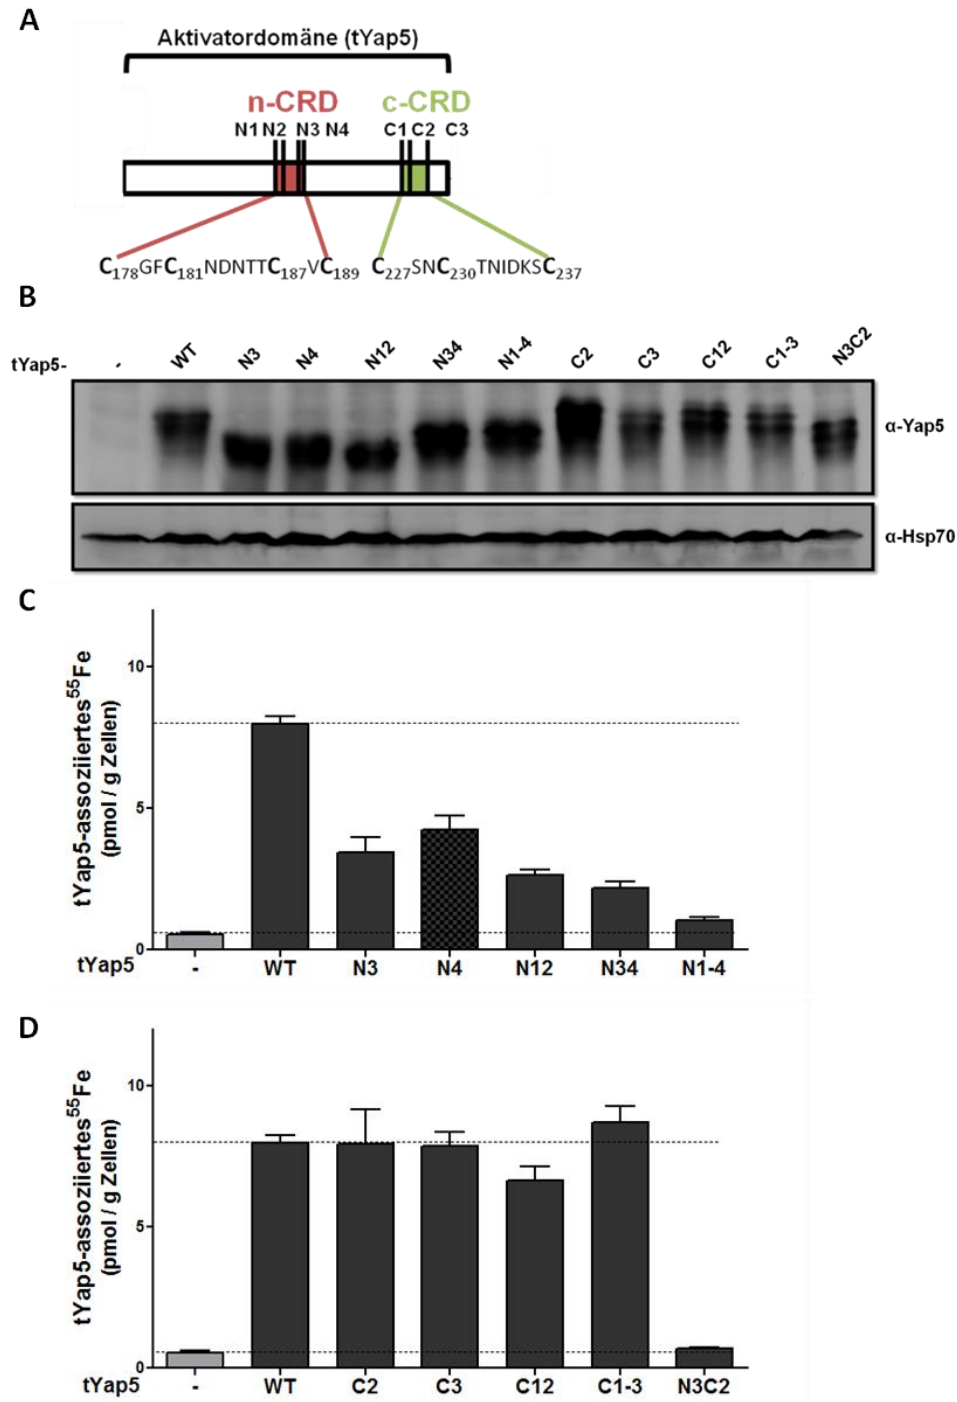 A
Aktivatordomäne (tYap5)
n-CRD c-CRD
N1 N2 N3 N4 C1 C2 C3
C178GFC181NDNTTC187VC189 C227SNC230TNIDKSC237
B
tYap5- - WT N3 N4 N12 N34 N1-4 C2 C3 C12 C1-3 N3C2
α-Yap5
α-Hsp70
C
tYap5-assoziiertes 55Fe
(pmol / g Zellen)
10
5
0
tYap5 - WT N3 N4 N12 N34 N1-4
D
tYap5-assoziiertes 55Fe
(pmol / g Zellen)
10
5
0
tYap5 - WT C2 C3 C12 C1-3 N3C2